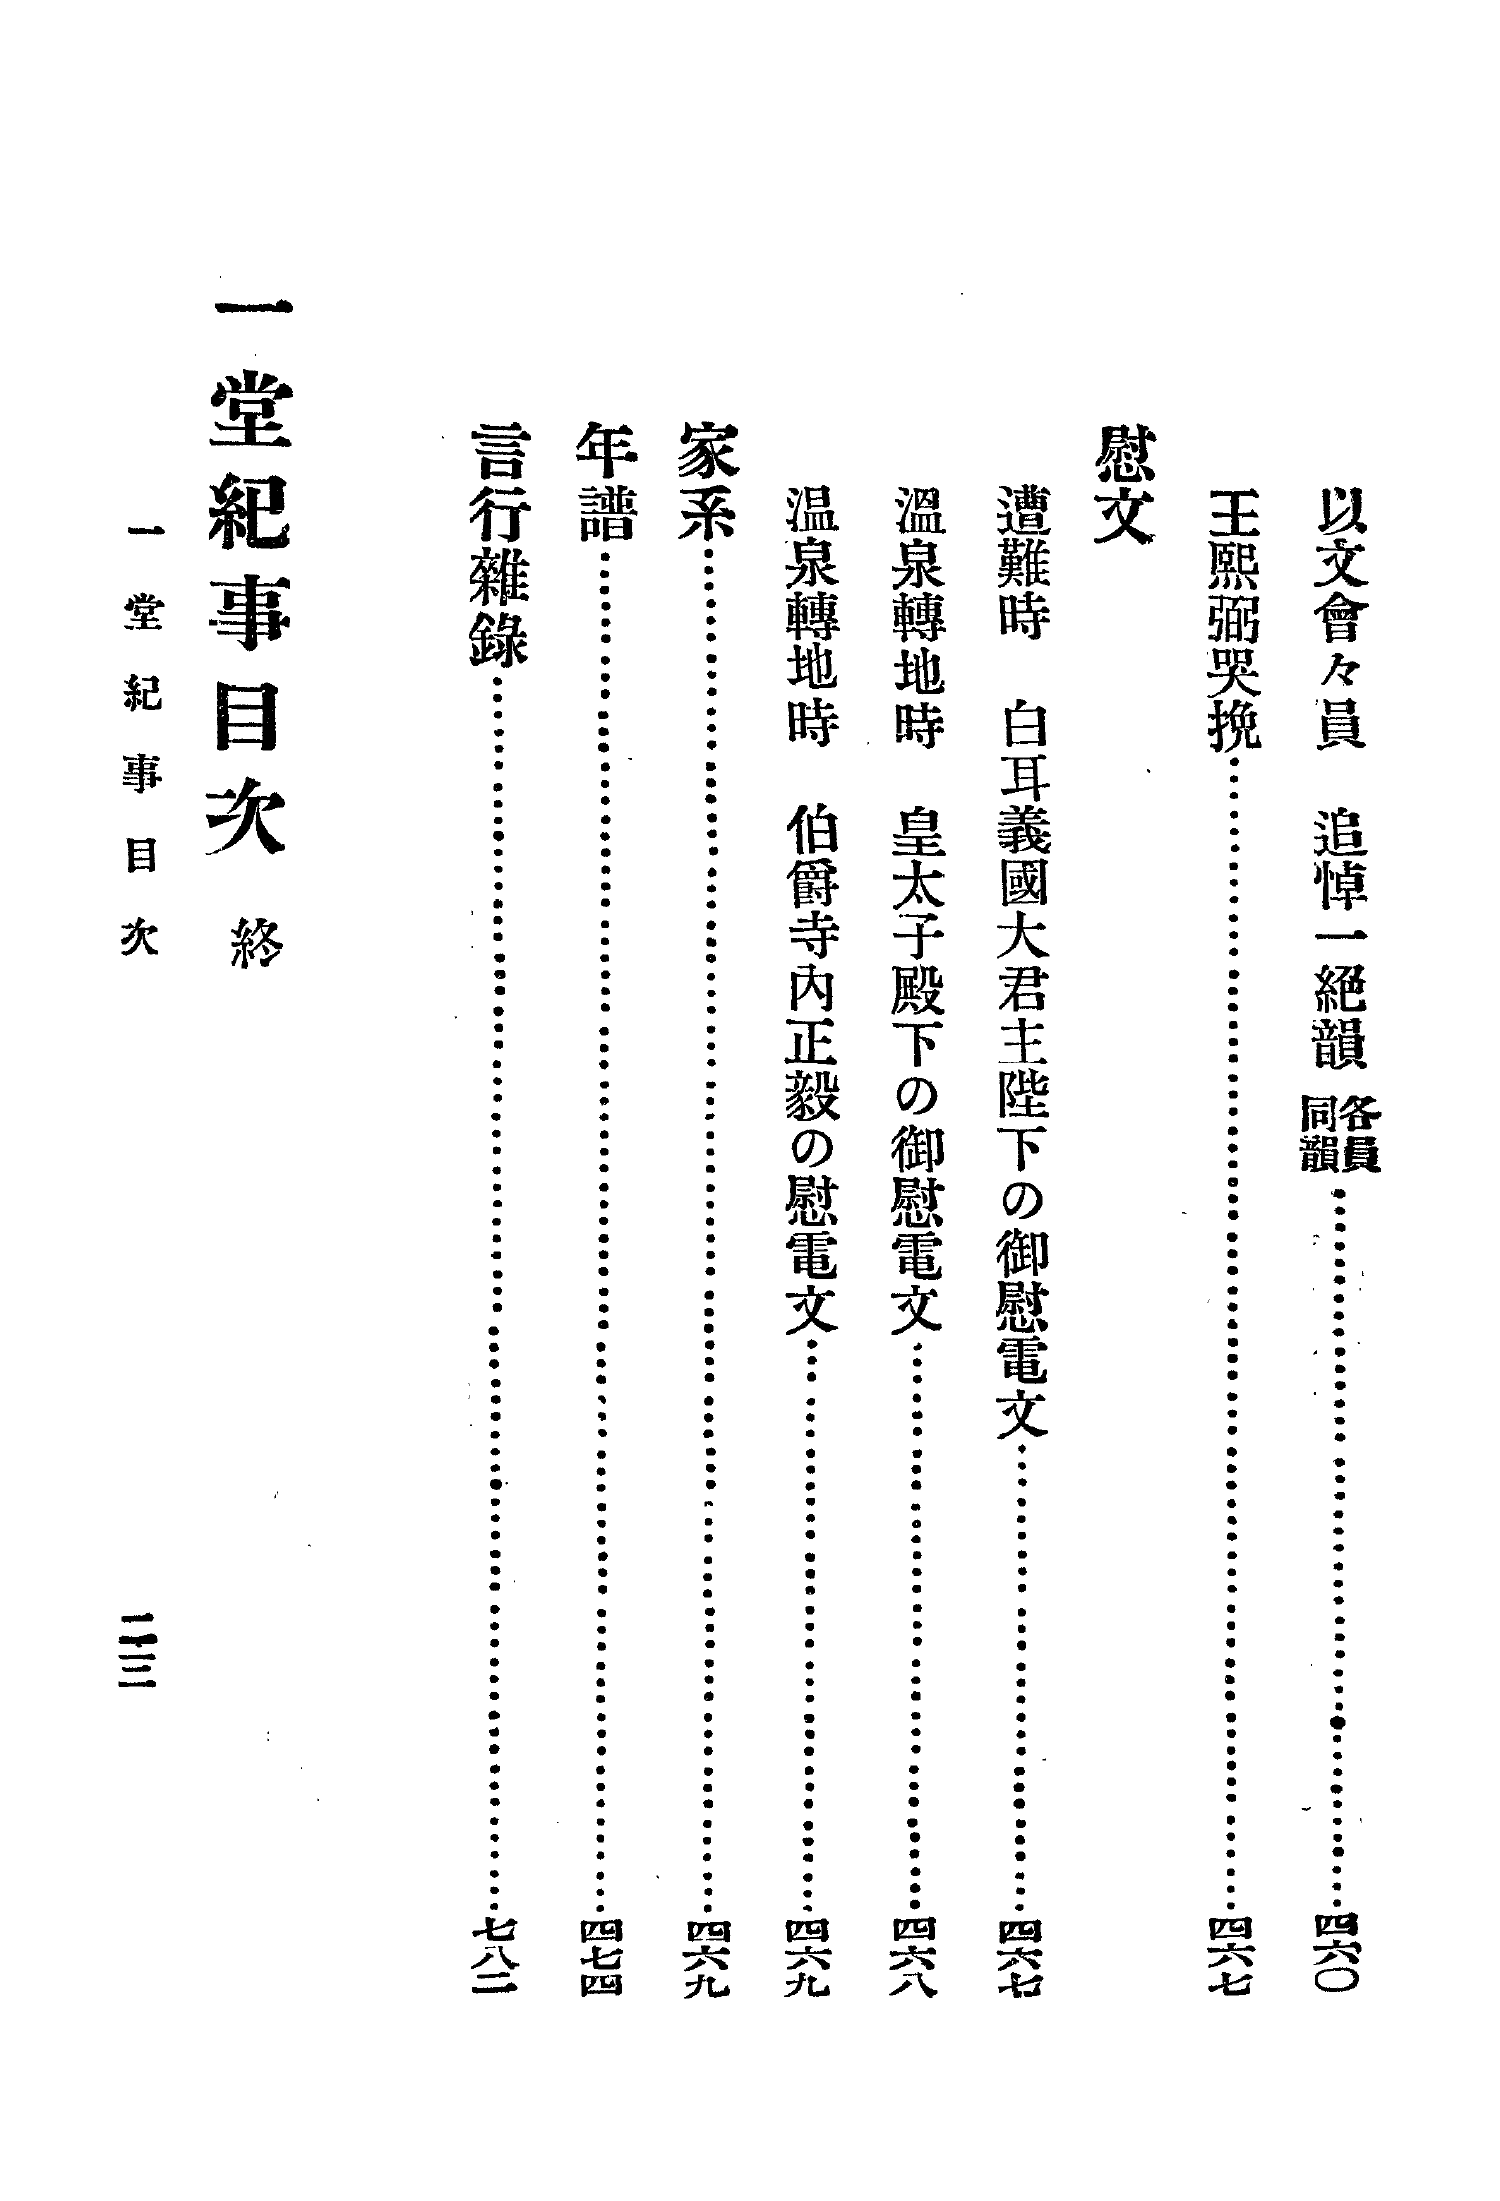 以文會々員　追悼一絕韻 各員同韻………四六〇
王熙弼哭挽………四六七
慰文
遭難時　白耳義國大君主陛下の御慰電文………四六七
溫泉轉地時　皇太子殿下の御慰電文………四六八
温泉轉地時　伯爵寺內正毅の慰電文………四六九
家系………四六九
年譜………四七四
言行雜錄………七八二
一堂紀事目次 終
一堂紀事目次
二三